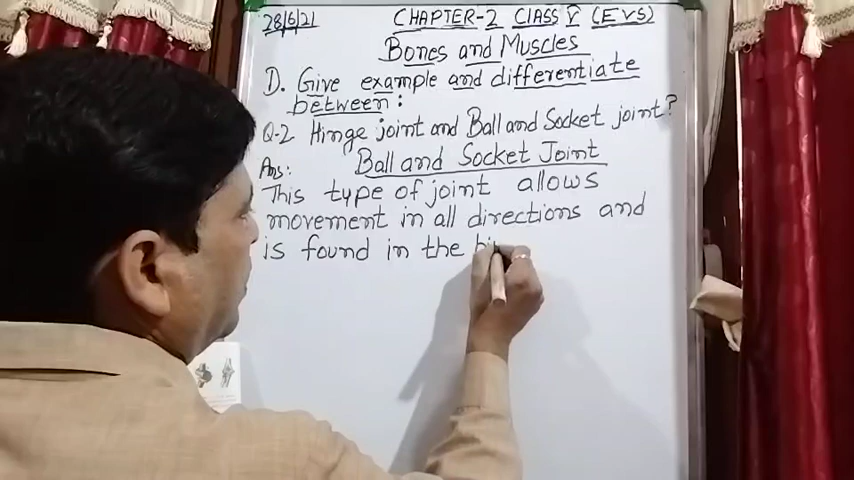 28/6/21
CHAPTER-2 CLASS V (EVS)
Bones and Muscles
D. Give example and differentiate
between:
Q-2 Hinge joint and Ball and Socket joint?
Ans: Ball and Socket Joint
This type of joint allows
movement in all directions and
is found in the